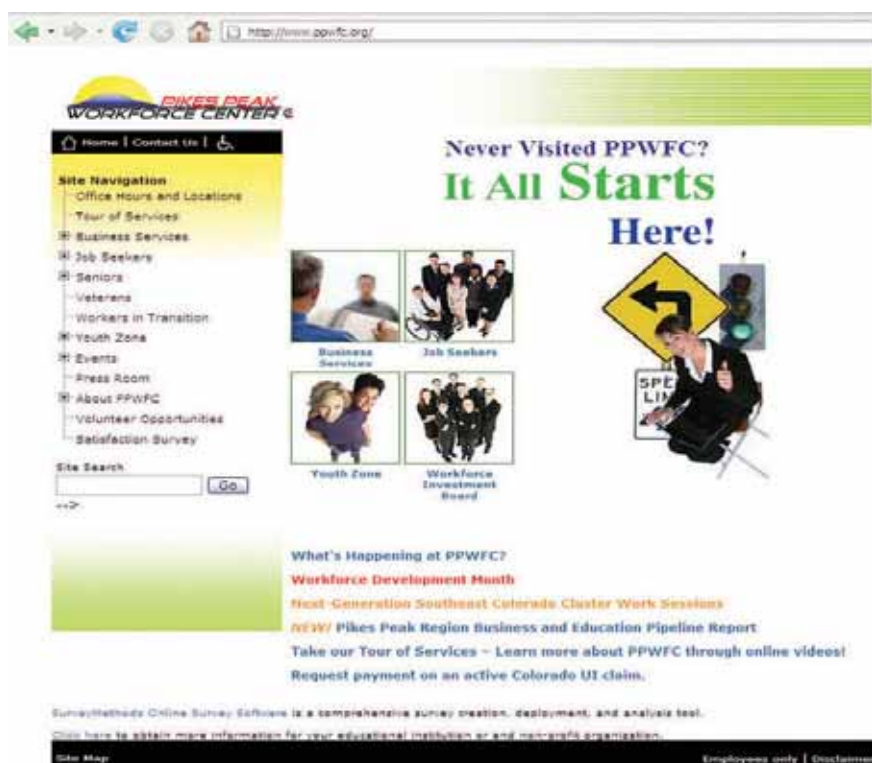 http://www.ppwfc.org/
PIKES PEAK
WORKFORCE CENTER
Home | Contact Us |
Never Visited PPWFC?
It All Starts
Here!
Site Navigation
Office Hours and Locations
Tour of Services
Business Services
Job Seekers
Seniors
Veterans
Workers in Transition
Youth Zone
Events
Press Room
About PPWFC
Volunteer Opportunities
Satisfaction Survey
Site Search
Go
-->
Business
Services
Job Seekers
Youth Zone
Workforce
Investment
Board
SPE
LIM
What's Happening at PPWFC?
Workforce Development Month
Next-Generation Southeast Colorado Cluster Work Sessions
NEW! Pikes Peak Region Business and Education Pipeline Report
Take our Tour of Services – Learn more about PPWFC through online videos!
Request payment on an active Colorado UI claim.
SurveyMethods Online Survey Software is a comprehensive survey creation, deployment, and analysis tool.
Click here to obtain more information for your educational institution or and non-profit organization.
Site Map
Employees only | Disclaimer